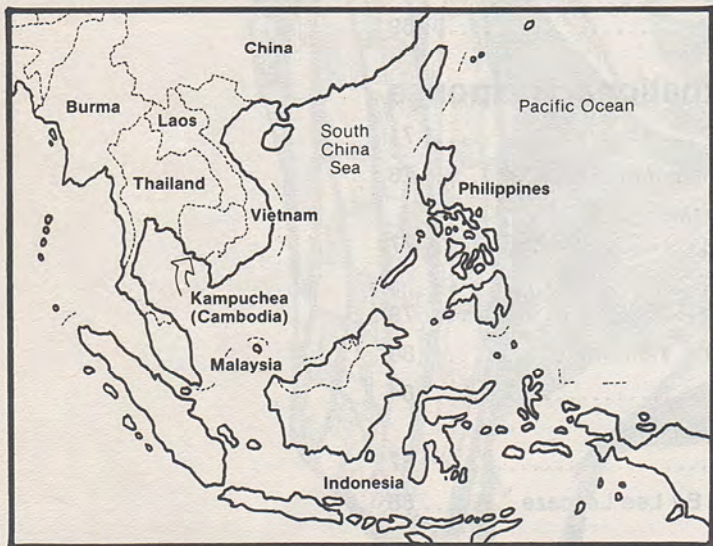 China
Burma
Laos
Pacific Ocean
South
China
Sea
Thailand
Philippines
Vietnam
Kampuchea
(Cambodia)
Malaysia
Indonesia